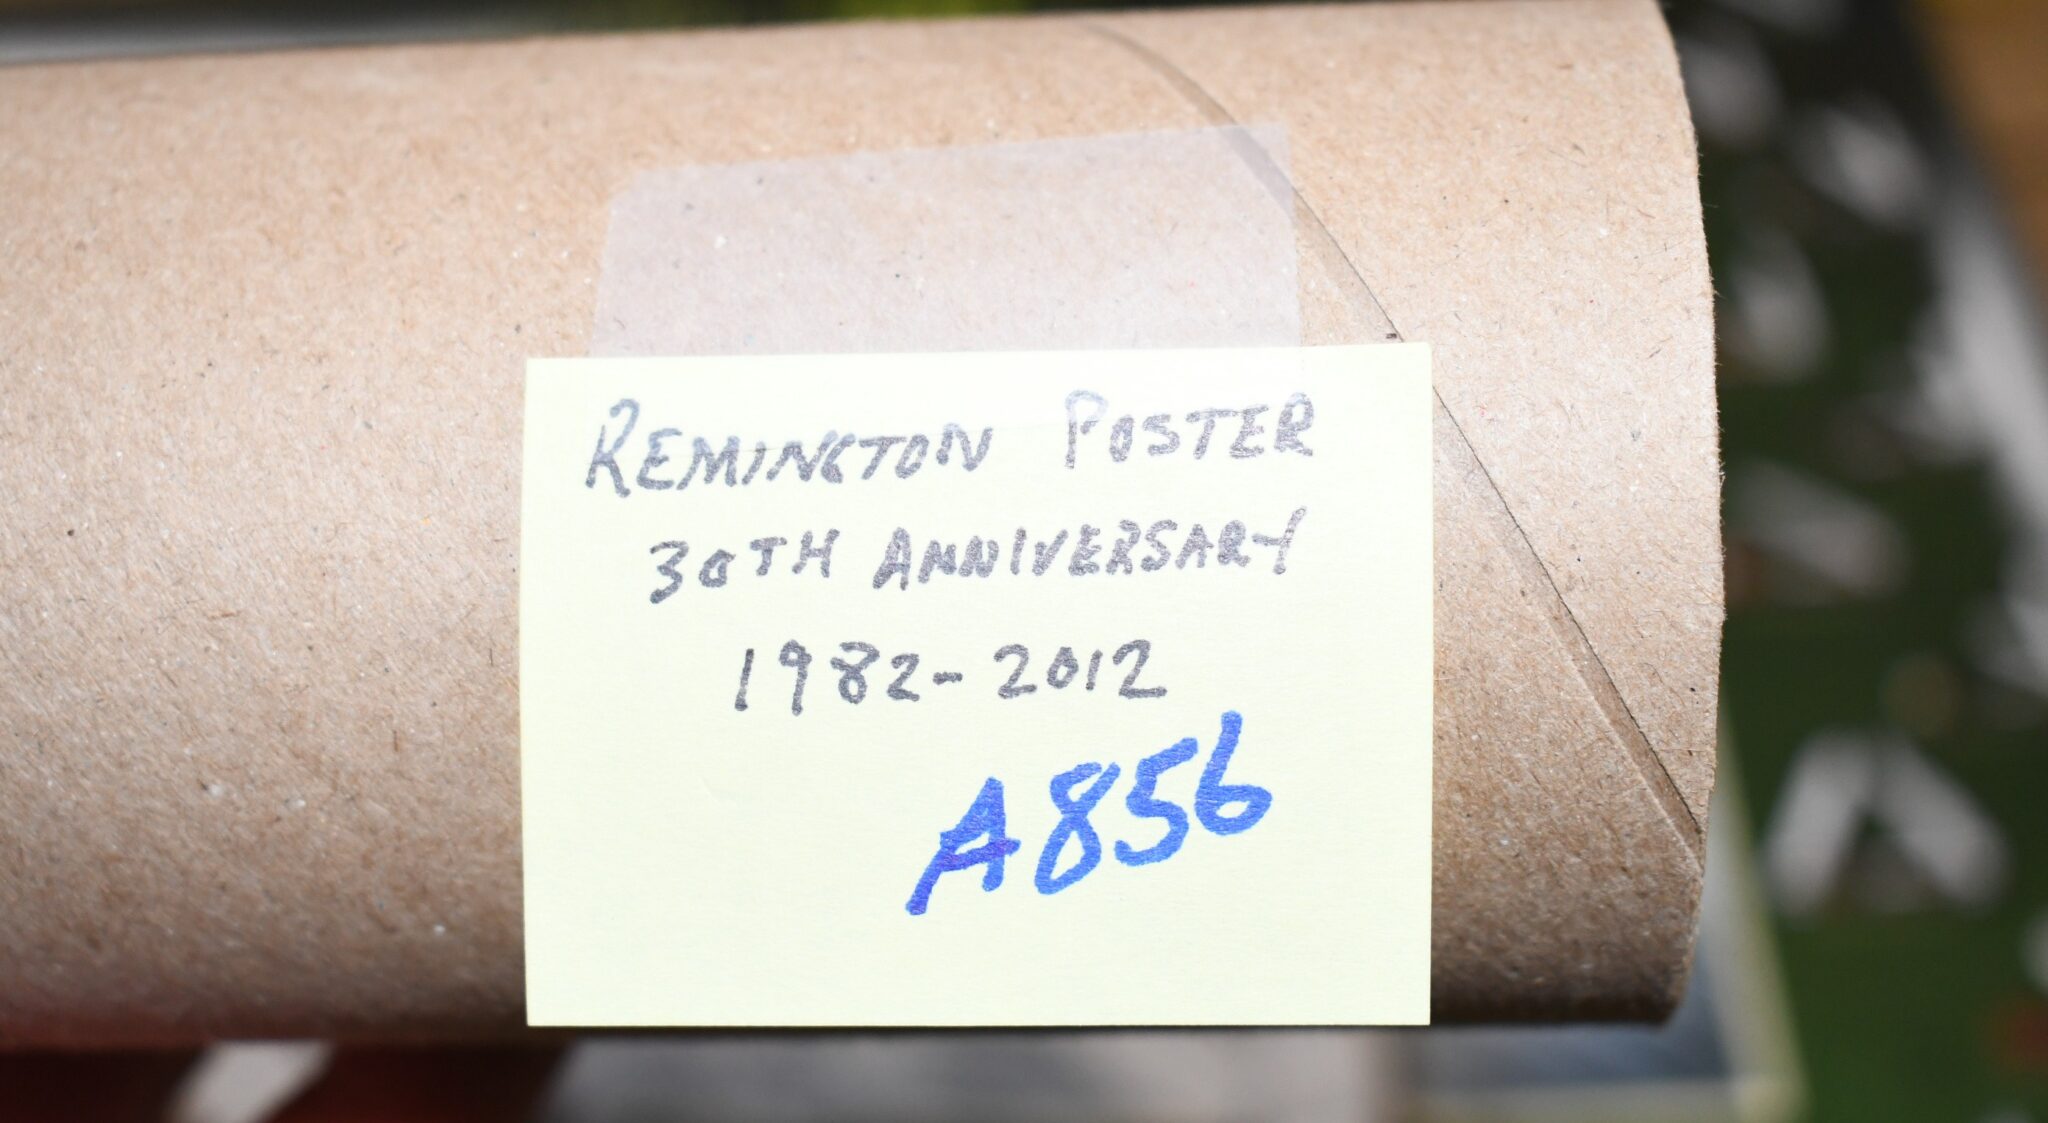 REMINGTON POSTER
30TH ANNIVERSARY
1982-2012
A856